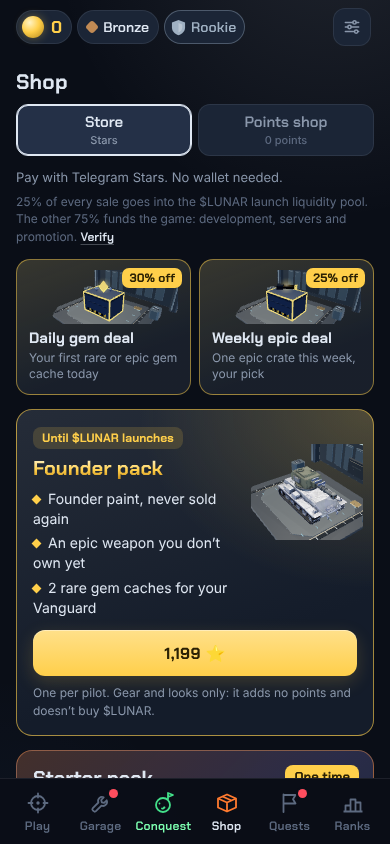 0 Bronze Rookie
Shop
Store Points shop
Stars 0 points
Pay with Telegram Stars. No wallet needed.
25% of every sale goes into the $LUNAR launch liquidity pool.
The other 75% funds the game: development, servers and
promotion. Verify
30% off 25% off
Daily gem deal
Your first rare or epic gem
cache today
Weekly epic deal
One epic crate this week,
your pick
Until $LUNAR launches
Founder pack
Founder paint, never sold
again
An epic weapon you don't
own yet
2 rare gem caches for your
Vanguard
1,199
One per pilot. Gear and looks only: it adds no points and
doesn't buy $LUNAR.
Starter pack One time
Play Garage Conquest Shop Quests Ranks